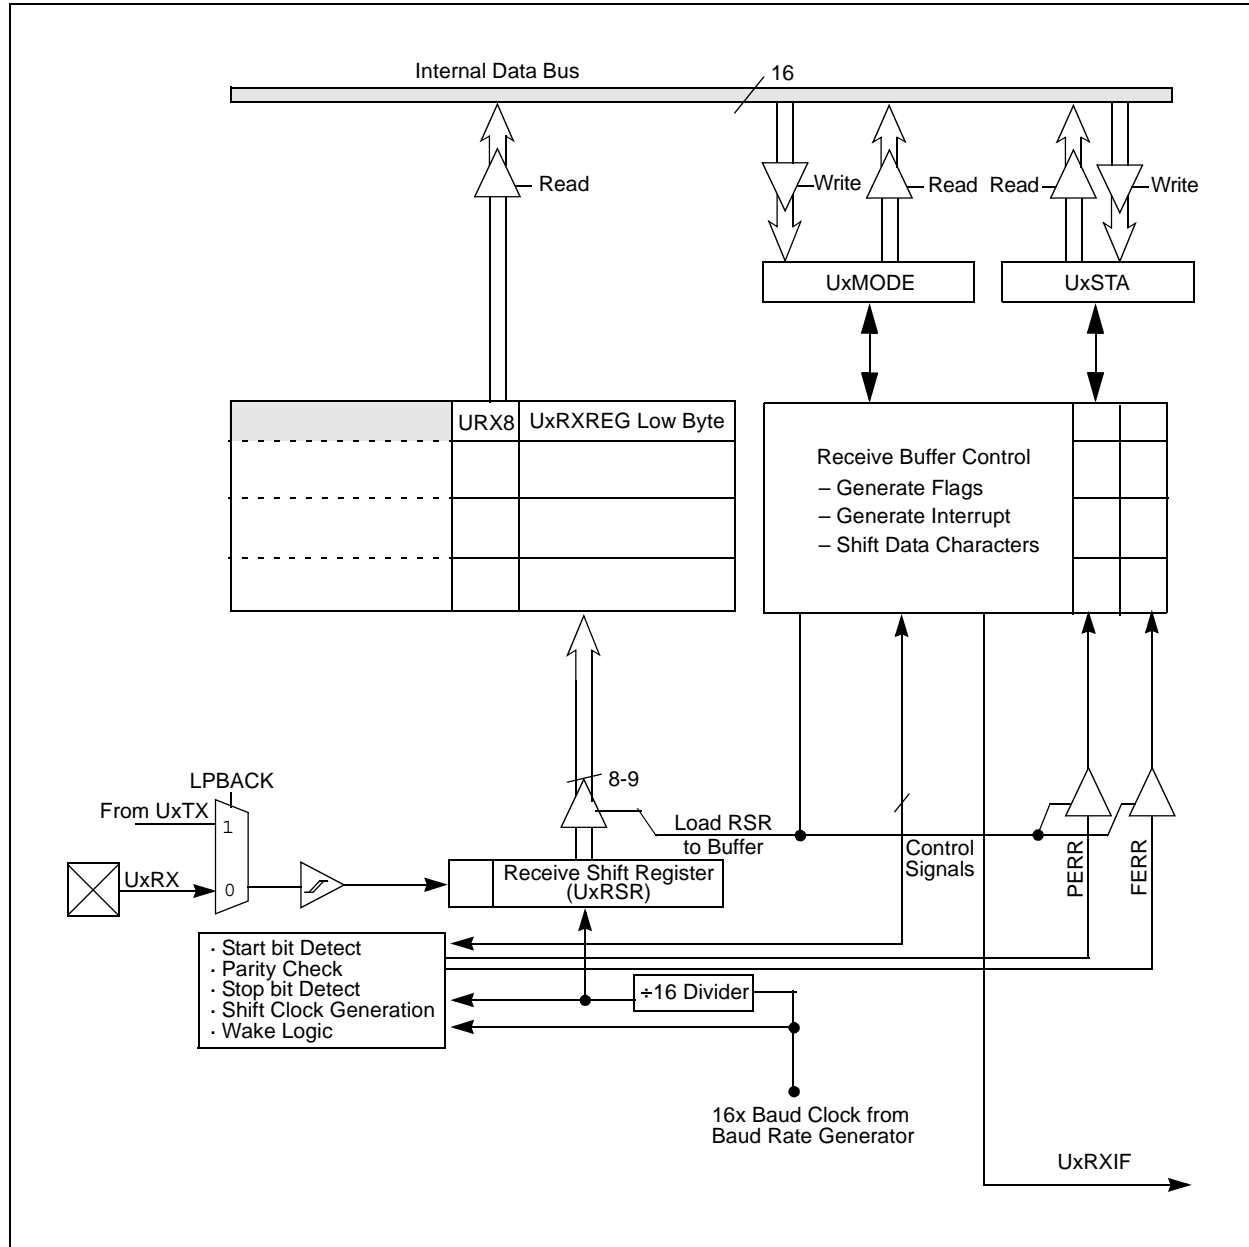 Internal Data Bus
16
Read
Write
Read
Read
Write
UxMODE
UxSTA
URX8
UxRXREG Low Byte
Receive Buffer Control
– Generate Flags
– Generate Interrupt
– Shift Data Characters
LPBACK
8-9
From UxTX
1
Load RSR
to Buffer
Control
Signals
PERR
FERR
UxRX
0
Receive Shift Register
(UxRSR)
· Start bit Detect
· Parity Check
· Stop bit Detect
· Shift Clock Generation
· Wake Logic
÷16 Divider
16x Baud Clock from
Baud Rate Generator
UxRXIF